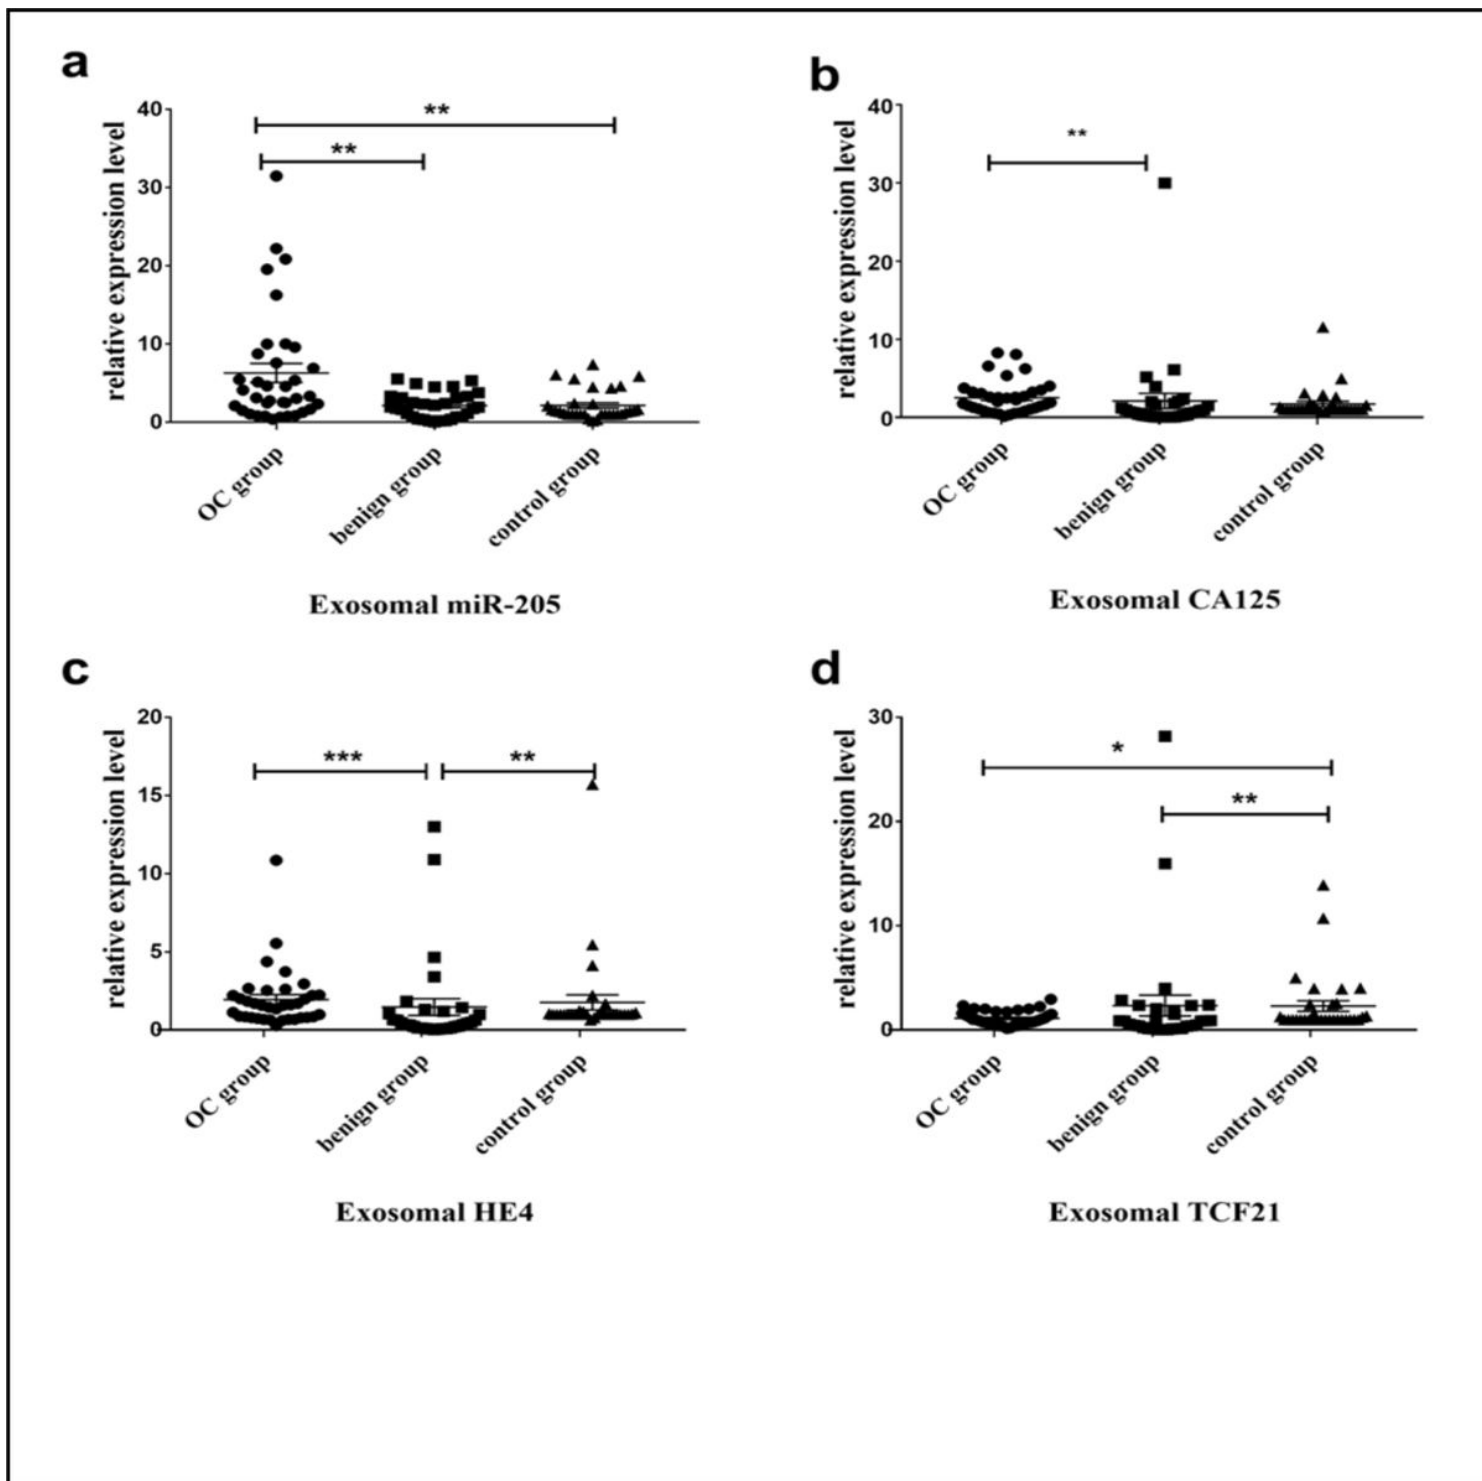 a
relative expression level
40
30
20
10
0
**
**
OC group
benign group
control group
Exosomal miR-205
b
relative expression level
40
30
20
10
0
**
OC group
benign group
control group
Exosomal CA125
c
relative expression level
20
15
10
5
0
***
**
OC group
benign group
control group
Exosomal HE4
d
relative expression level
30
20
10
0
*
**
OC group
benign group
control group
Exosomal TCF21